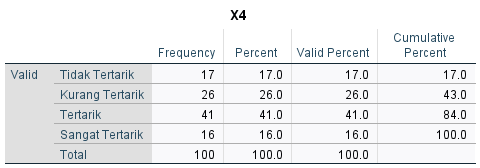 X4
Frequency Percent Valid Percent Cumulative Percent
Valid Tidak Tertarik 17 17.0 17.0 17.0
Kurang Tertarik 26 26.0 26.0 43.0
Tertarik 41 41.0 41.0 84.0
Sangat Tertarik 16 16.0 16.0 100.0
Total 100 100.0 100.0